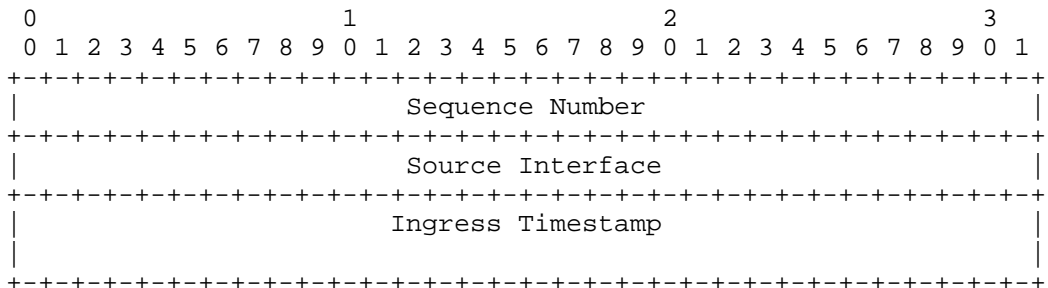 0                   1                   2                   3
 0 1 2 3 4 5 6 7 8 9 0 1 2 3 4 5 6 7 8 9 0 1 2 3 4 5 6 7 8 9 0 1
+-+-+-+-+-+-+-+-+-+-+-+-+-+-+-+-+-+-+-+-+-+-+-+-+-+-+-+-+-+-+-+-+
|                        Sequence Number                        |
+-+-+-+-+-+-+-+-+-+-+-+-+-+-+-+-+-+-+-+-+-+-+-+-+-+-+-+-+-+-+-+-+
|                        Source Interface                       |
+-+-+-+-+-+-+-+-+-+-+-+-+-+-+-+-+-+-+-+-+-+-+-+-+-+-+-+-+-+-+-+-+
|                       Ingress Timestamp                       |
|                                                               |
+-+-+-+-+-+-+-+-+-+-+-+-+-+-+-+-+-+-+-+-+-+-+-+-+-+-+-+-+-+-+-+-+